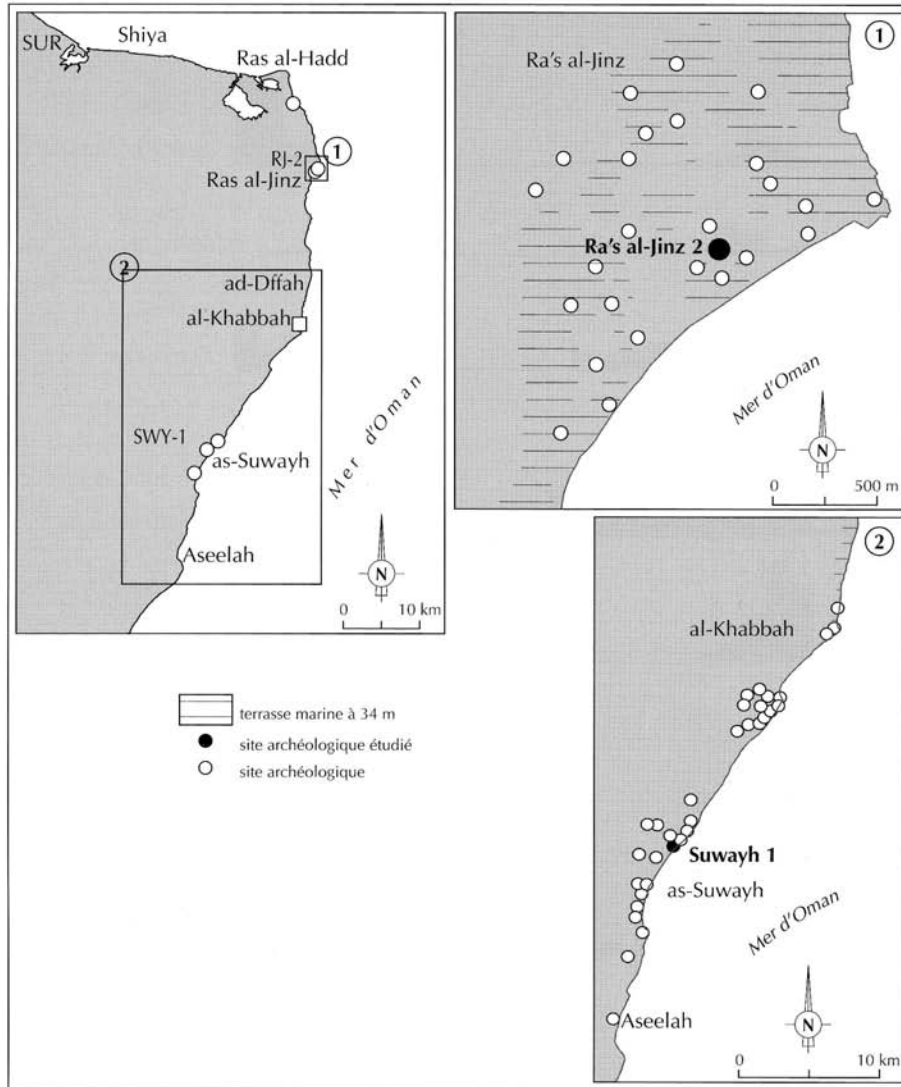 SUR
Shiya
Ras al-Hadd
RJ-2
1
Ras al-Jinz
2
ad-Dffah
al-Khabbah
SWY-1
as-Suwayh
Mer d'Oman
Aseelah
N
0 10 km
1
Ra's al-Jinz
Ra's al-Jinz 2
Mer d'Oman
N
0 500 m
terrasse marine à 34 m
site archéologique étudié
site archéologique
2
al-Khabbah
Suwayh 1
as-Suwayh
Mer d'Oman
Aseelah
N
0 10 km